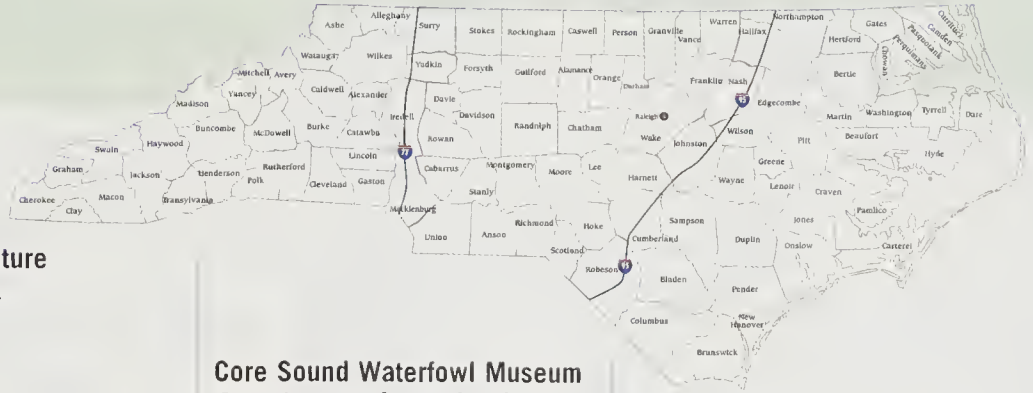 Ashe
Alleghany
Surry
Stokes
Rockingham
Caswell
Person
Granville
Vance
Warren
Halifax
Northampton
Gates
Currituck
Camden
Pasquotank
Perquimans
Chowan
Hertford
Watauga
Wilkes
Yadkin
Forsyth
Guilford
Alamance
Orange
Durham
Franklin
Nash
Bertie
Mitchell
Avery
Caldwell
Alexander
Iredell
Davie
Davidson
Randolph
Chatham
Raleigh
Wake
Johnston
95
Edgecombe
Wilson
Martin
Washington
Tyrrell
Dare
Madison
Yancey
Buncombe
McDowell
Burke
Catawba
Rowan
Pitt
Beaufort
Hyde
Swain
Haywood
Lincoln
77
Cabarrus
Montgomery
Moore
Lee
Harnett
Wayne
Greene
Lenoir
Craven
Graham
Jackson
Henderson
Rutherford
Polk
Cleveland
Gaston
Stanly
Cherokee
Clay
Macon
Transylvania
Mecklenburg
Union
Anson
Richmond
Hoke
Scotland
Cumberland
Sampson
Duplin
Jones
Onslow
Pamlico
Carteret
Robeson
95
Bladen
Pender
New
Hanover
Columbus
Brunswick
ture
Core Sound Waterfowl Museum